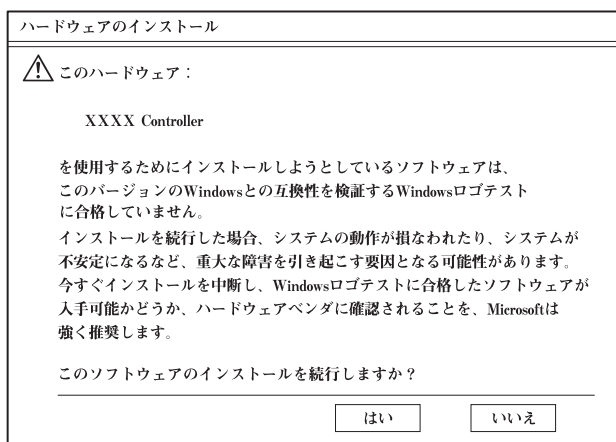 ハードウェアのインストール
このハードウェア：
XXXX Controller
を使用するためにインストールしようとしているソフトウェアは、
このバージョンのWindowsとの互換性を検証するWindowsロゴテスト
に合格していません。
インストールを続行した場合、システムの動作が損なわれたり、システムが
不安定になるなど、重大な障害を引き起こす要因となる可能性があります。
今すぐインストールを中断し、Windowsロゴテストに合格したソフトウェアが
入手可能かどうか、ハードウェアベンダに確認されることを、Microsoftは
強く推奨します。
このソフトウェアのインストールを続行しますか？
はい
いいえ